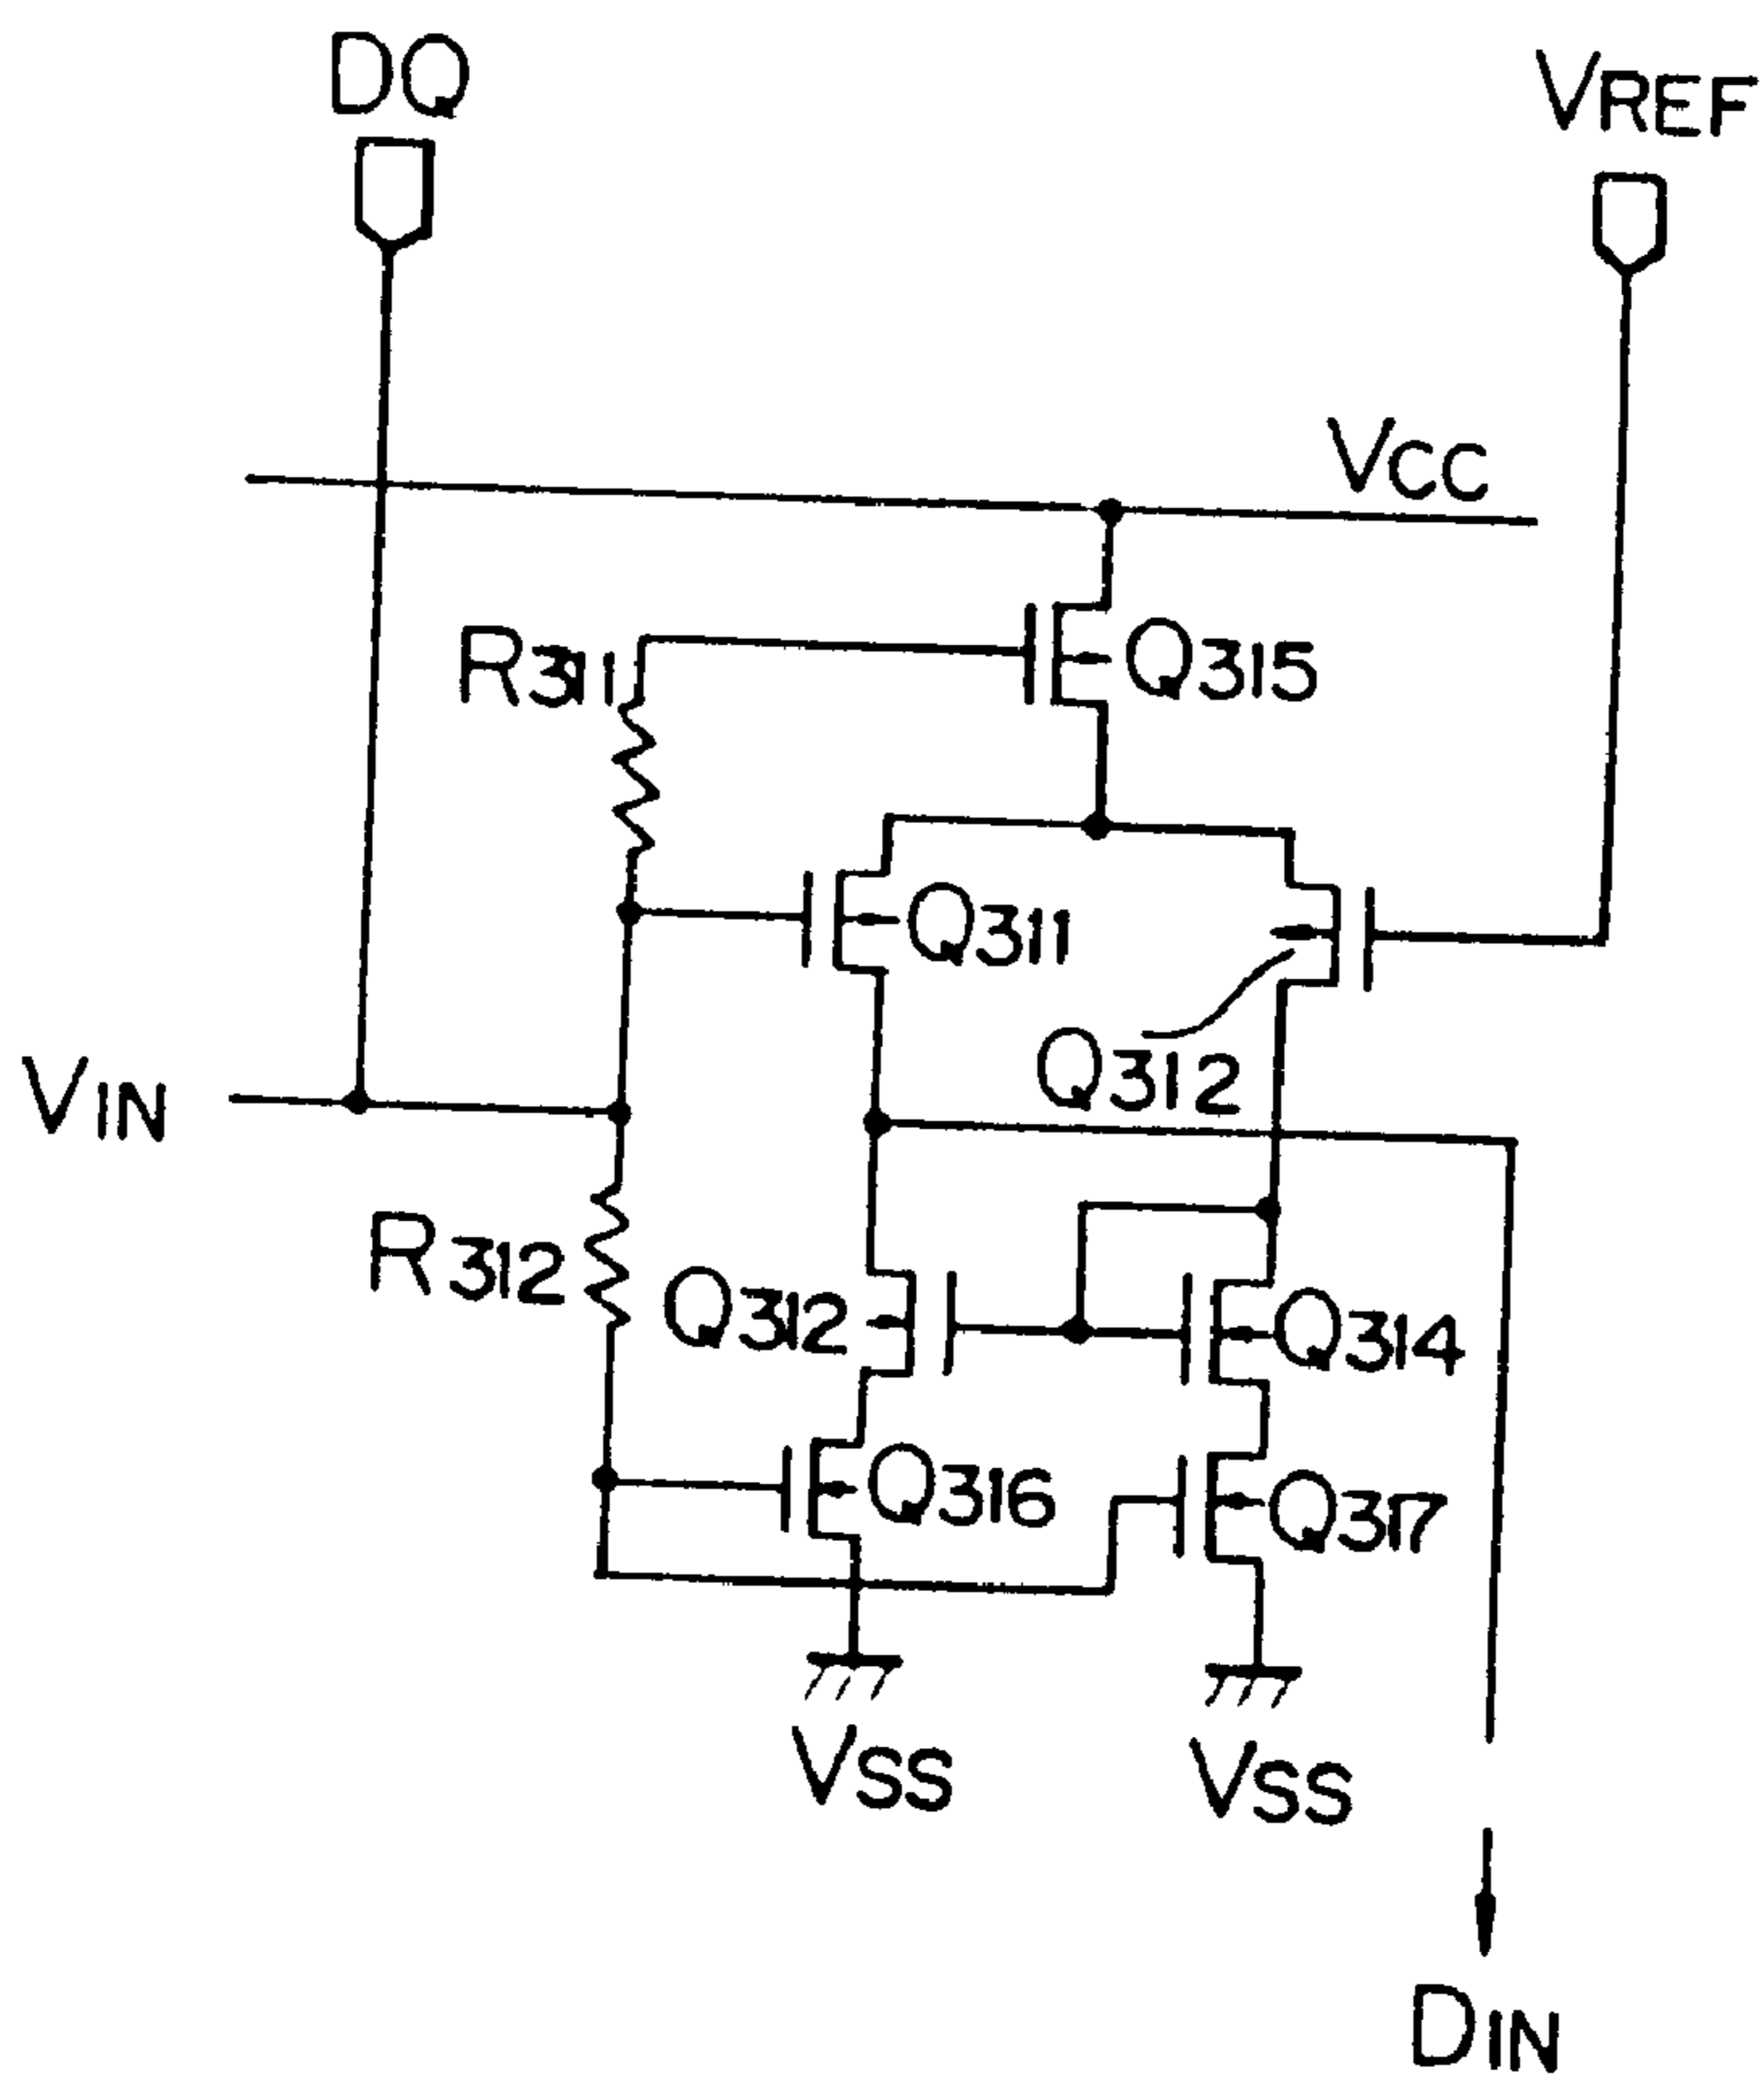 DQ
VREF
VCC
R311
Q315
Q311
Q312
VIN
R312
Q312
Q314
Q316
Q317
VSS
VSS
DIN